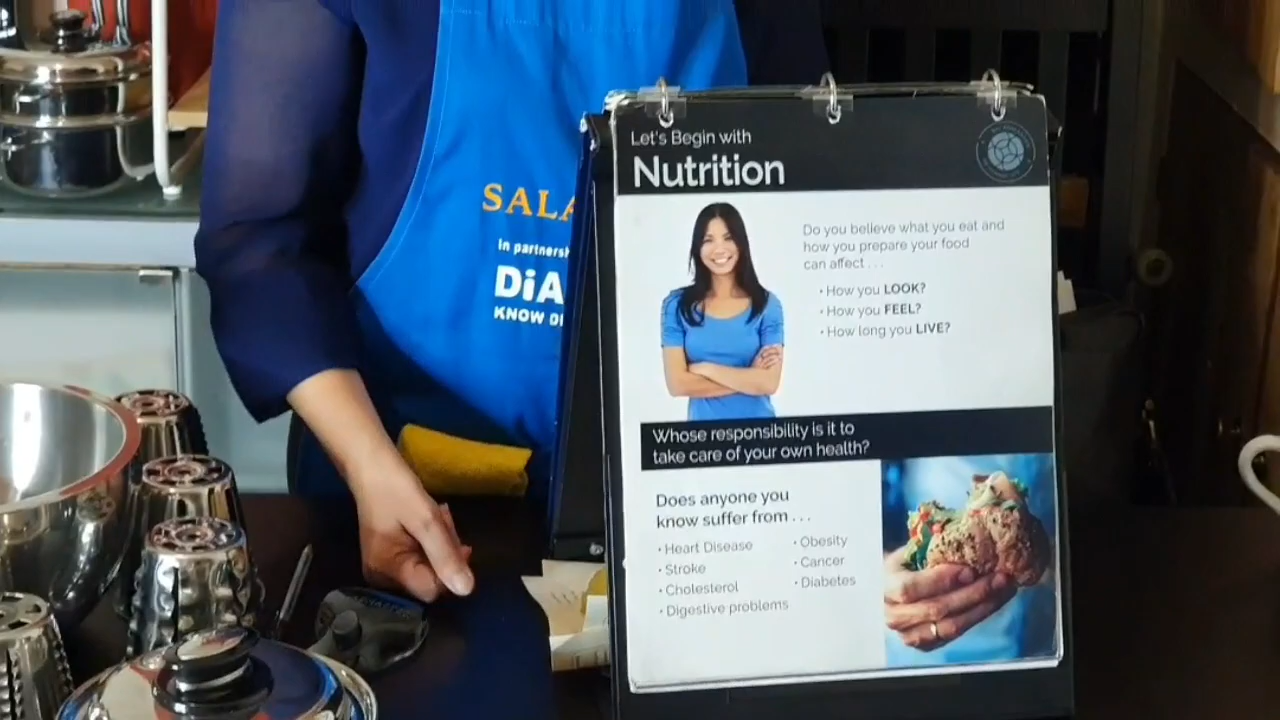 Let's Begin with
Nutrition
SALA
In partnersh
DiA
KNOW DI
Do you believe what you eat and
how you prepare your food
can affect . . .
• How you LOOK?
• How you FEEL?
• How long you LIVE?
Whose responsibility is it to
take care of your own health?
Does anyone you
know suffer from . . .
• Heart Disease
• Stroke
• Cholesterol
• Digestive problems
• Obesity
• Cancer
• Diabetes